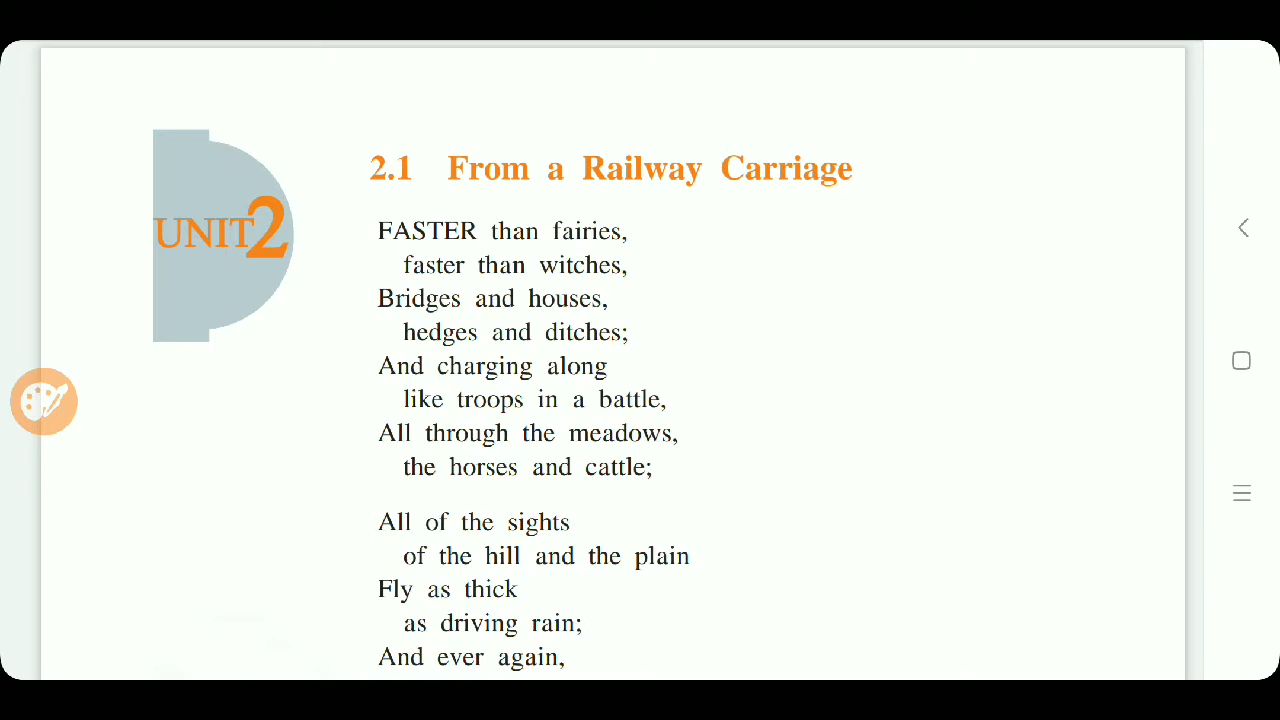 UNIT 2
2.1 From a Railway Carriage
FASTER than fairies,
faster than witches,
Bridges and houses,
hedges and ditches;
And charging along
like troops in a battle,
All through the meadows,
the horses and cattle;
All of the sights
of the hill and the plain
Fly as thick
as driving rain;
And ever again,